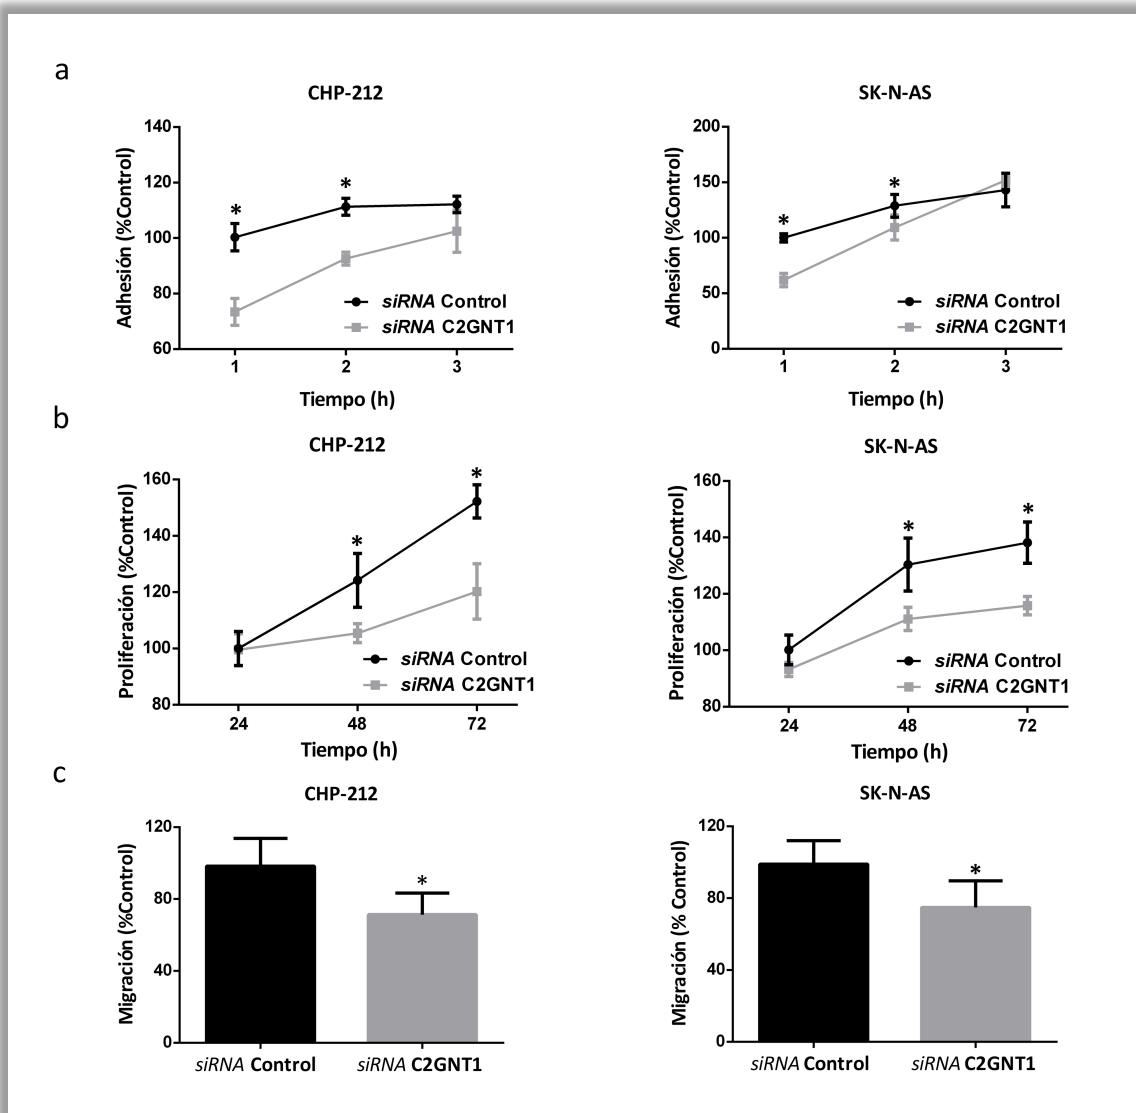 a
CHP-212
Adhesión (%Control)
140
120
100
80
60
*
*
siRNA Control
siRNA C2GNT1
1 2 3
Tiempo (h)
SK-N-AS
Adhesión (%Control)
200
150
100
50
0
*
*
siRNA Control
siRNA C2GNT1
1 2 3
Tiempo (h)
b
CHP-212
Proliferación (%Control)
160
140
120
100
80
*
*
siRNA Control
siRNA C2GNT1
24 48 72
Tiempo (h)
SK-N-AS
Proliferación (%Control)
160
140
120
100
80
*
*
siRNA Control
siRNA C2GNT1
24 48 72
Tiempo (h)
c
CHP-212
Migración (%Control)
120
80
40
0
*
siRNA Control siRNA C2GNT1
SK-N-AS
Migración (% Control)
120
80
40
0
*
siRNA Control siRNA C2GNT1